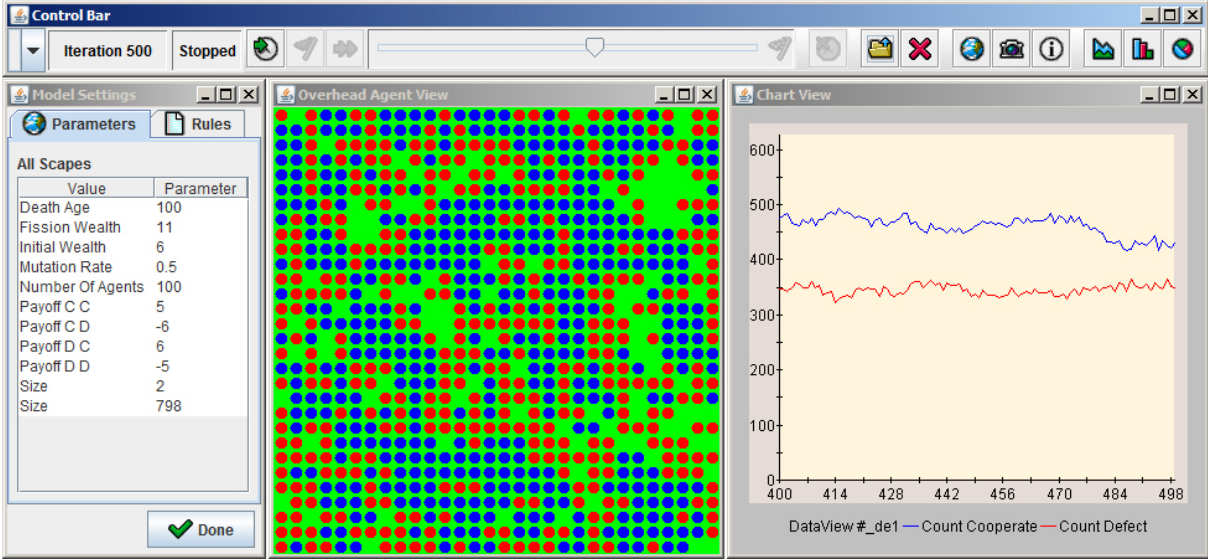 Control Bar
Iteration 500 Stopped
Model Settings
Parameters Rules
All Scapes
Value Parameter
Death Age 100
Fission Wealth 11
Initial Wealth 6
Mutation Rate 0.5
Number Of Agents 100
Payoff C C 5
Payoff C D -6
Payoff D C 6
Payoff D D -5
Size 2
Size 798
Done
Overhead Agent View
Chart View
600
500
400
300
200
100
0
400 414 428 442 456 470 484 498
DataView #_de1 Count Cooperate Count Defect